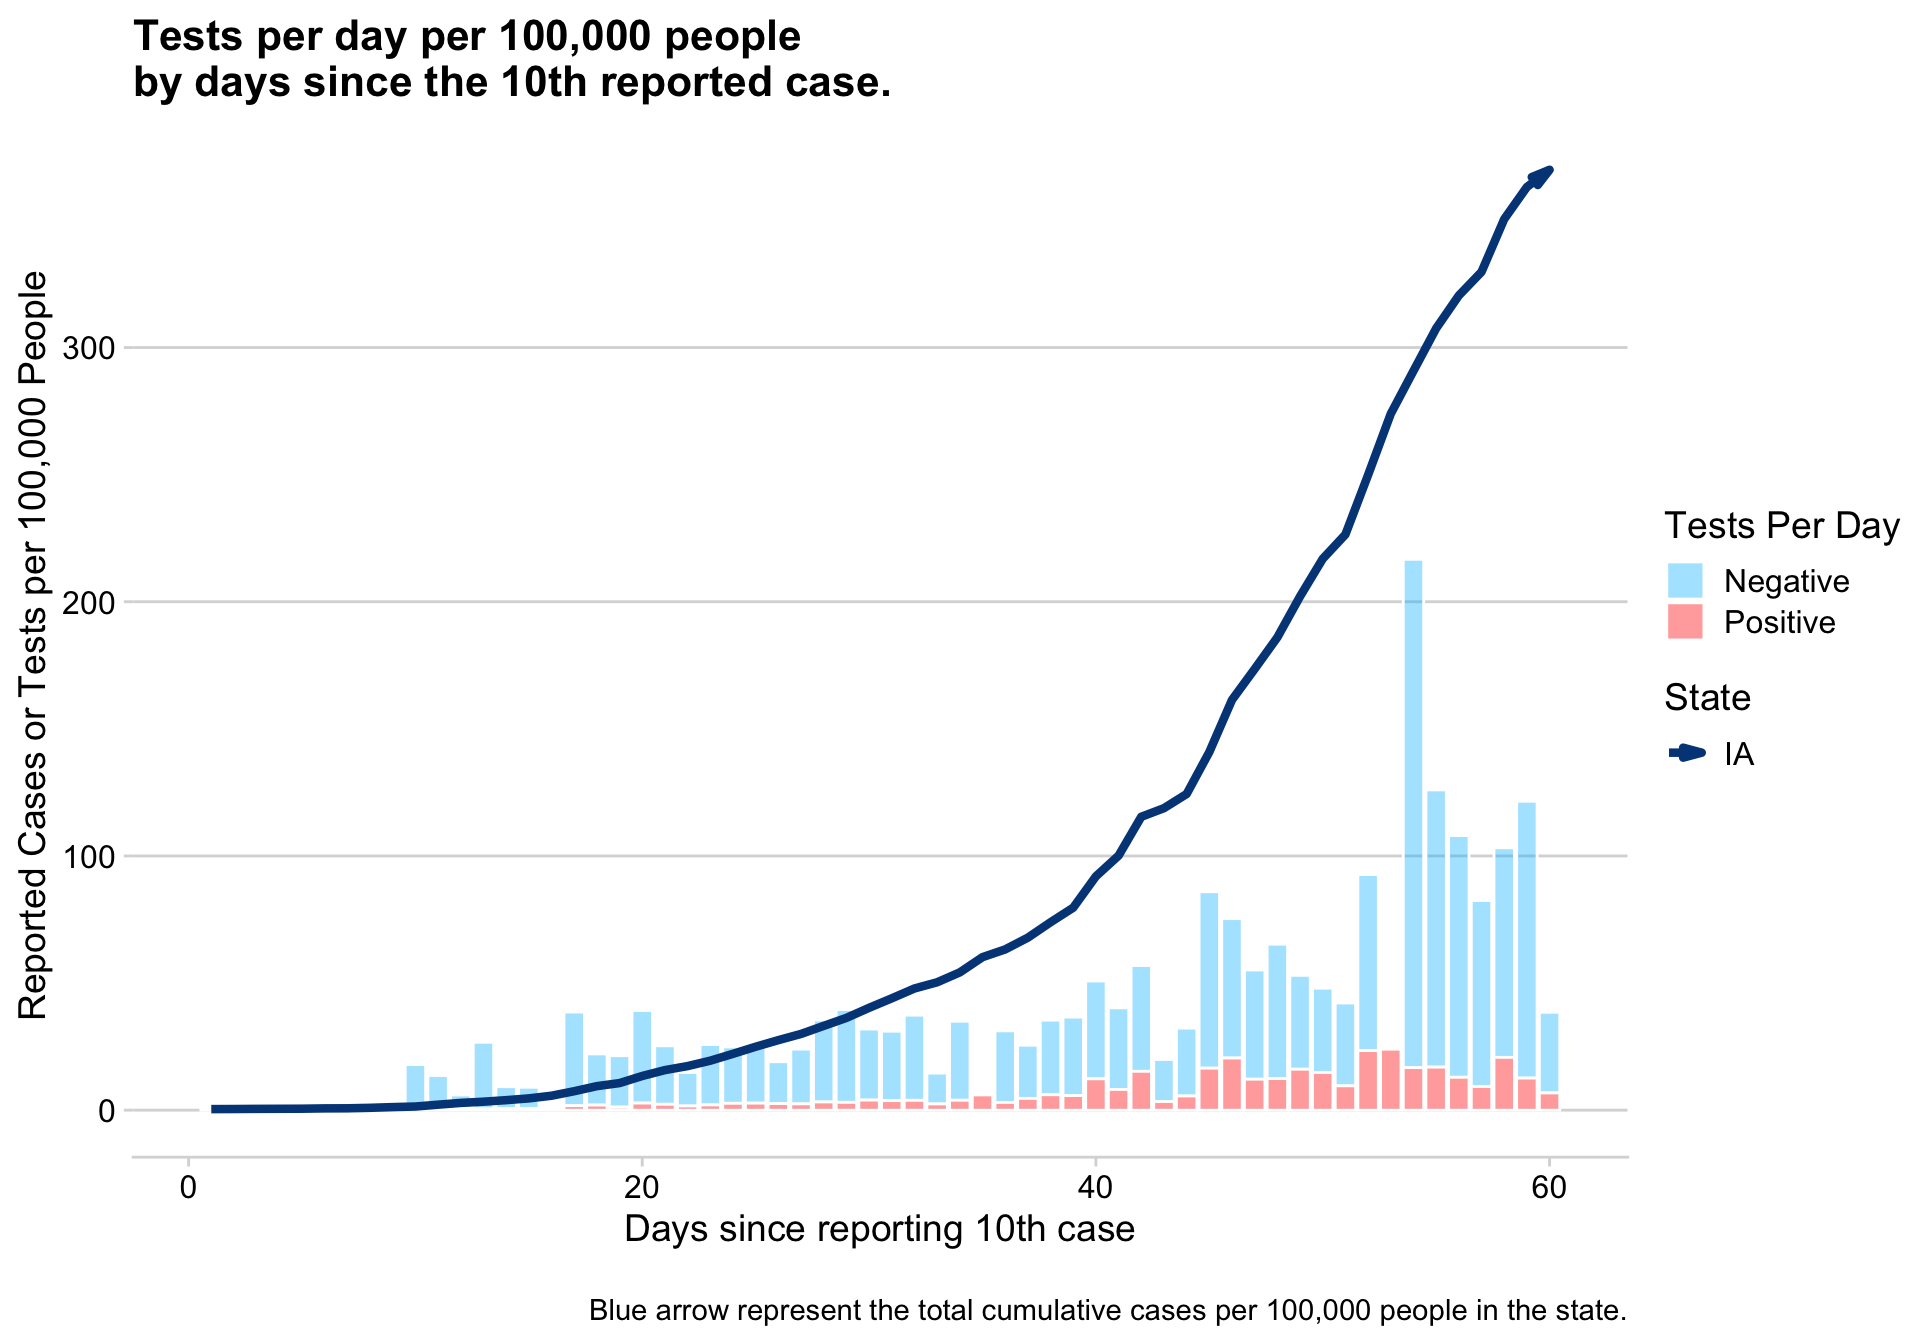 Tests per day per 100,000 people
by days since the 10th reported case.
Reported Cases or Tests per 100,000 People
300
200
100
0
0
20
40
60
Days since reporting 10th case
Tests Per Day
Negative
Positive
State
IA
Blue arrow represent the total cumulative cases per 100,000 people in the state.